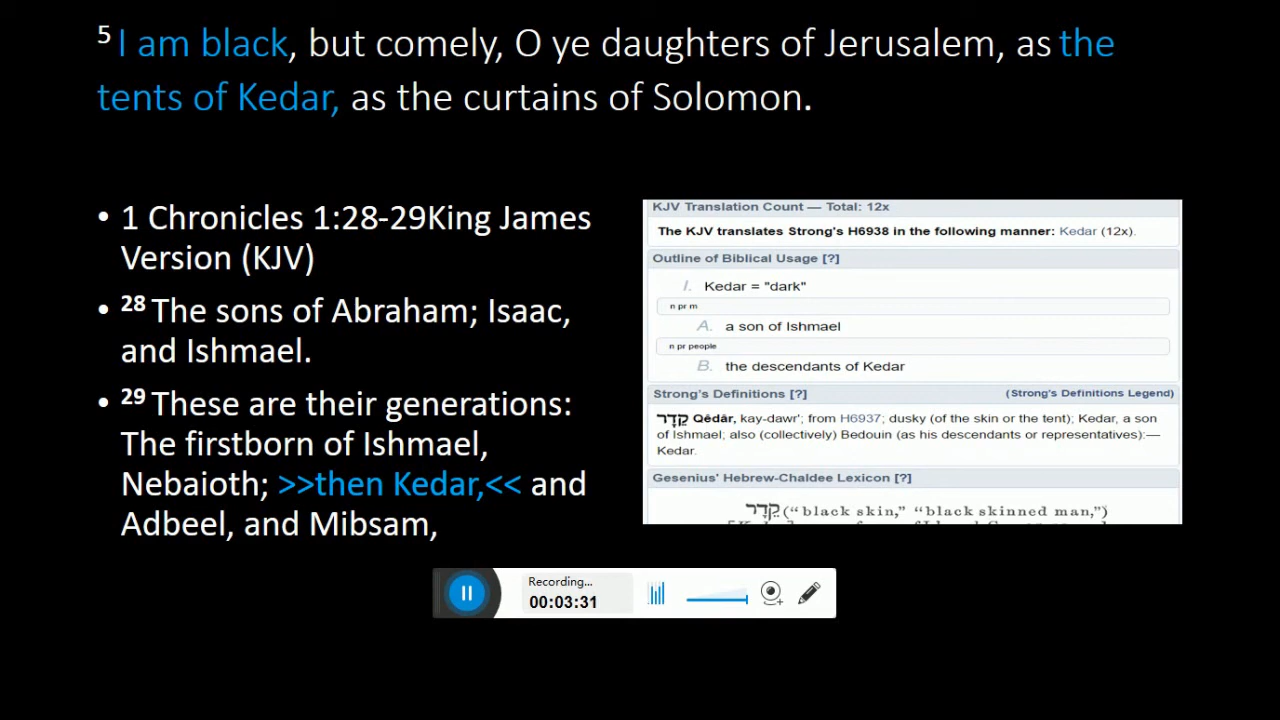 5 I am black, but comely, O ye daughters of Jerusalem, as the
tents of Kedar, as the curtains of Solomon.
• 1 Chronicles 1:28-29King James
Version (KJV)
• 28 The sons of Abraham; Isaac,
and Ishmael.
• 29 These are their generations:
The firstborn of Ishmael,
Nebaioth; >>then Kedar,<< and
Adbeel, and Mibsam,
KJV Translation Count — Total: 12x
The KJV translates Strong's H6938 in the following manner: Kedar (12x).
Outline of Biblical Usage [?]
I. Kedar = "dark"
n pr m
A. a son of Ishmael
n pr people
B. the descendants of Kedar
Strong's Definitions [?] (Strong's Definitions Legend)
קֵדָר Qêdâr, kay-dawr'; from H6937; dusky (of the skin or the tent); Kedar, a son
of Ishmael; also (collectively) Bedouin (as his descendants or representatives):—
Kedar.
Gesenius' Hebrew-Chaldee Lexicon [?]
קֵדָר ("black skin," "black skinned man,")
Recording...
00:03:31